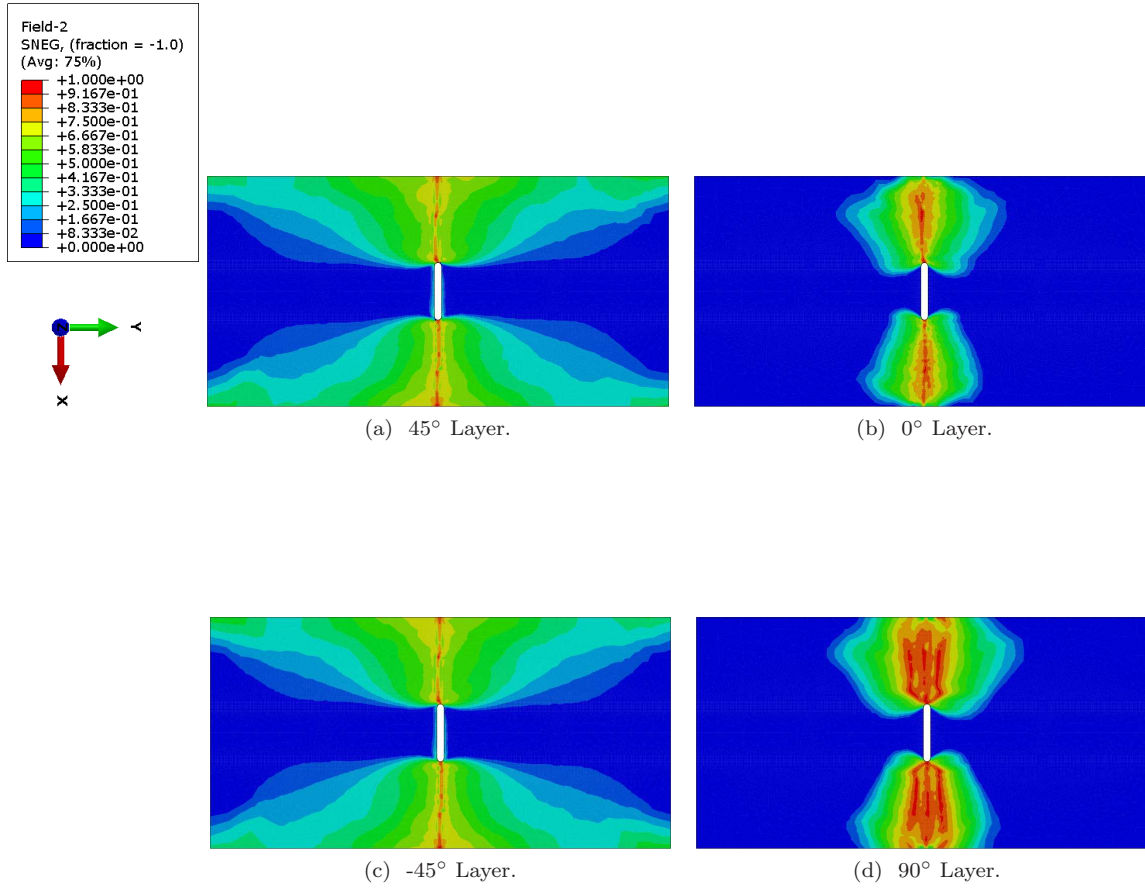 Field-2
SNEG, (fraction = -1.0)
(Avg: 75%)
+1.000e+00
+9.167e-01
+8.333e-01
+7.500e-01
+6.667e-01
+5.833e-01
+5.000e-01
+4.167e-01
+3.333e-01
+2.500e-01
+1.667e-01
+8.333e-02
+0.000e+00
Z
Y
X
(a) 45° Layer.
(b) 0° Layer.
(c) -45° Layer.
(d) 90° Layer.